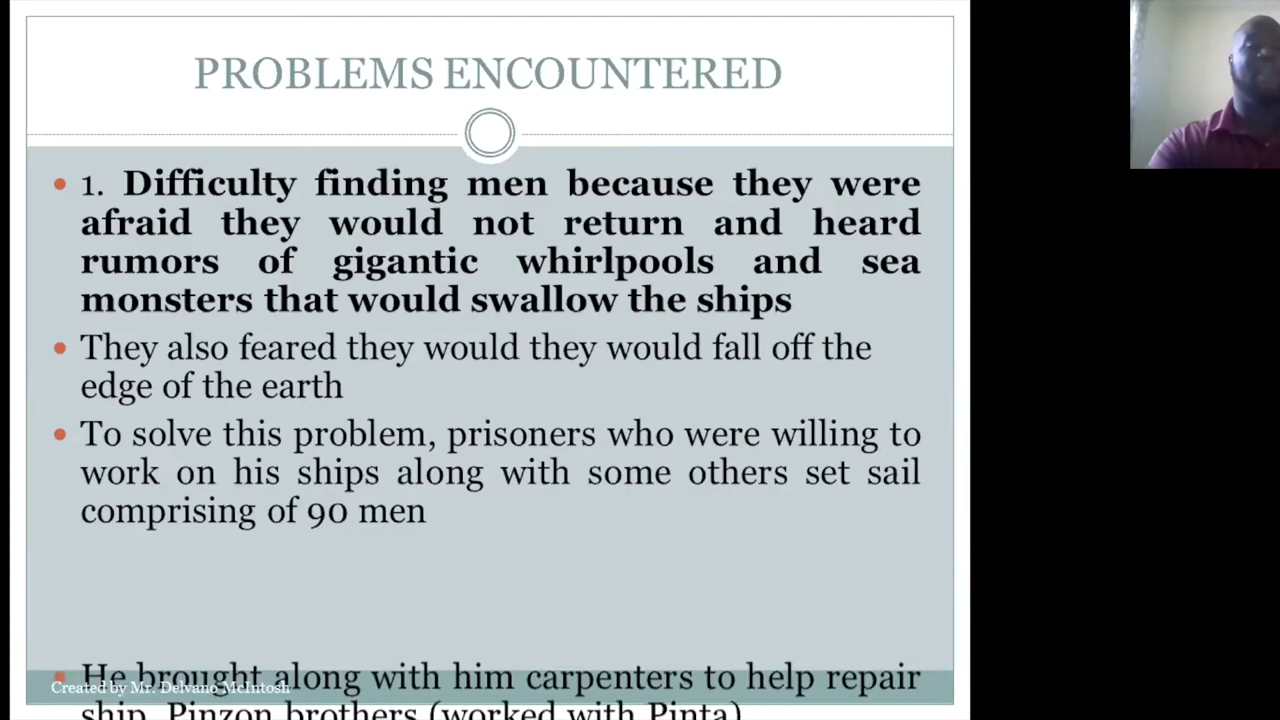 PROBLEMS ENCOUNTERED
• 1. Difficulty finding men because they were
afraid they would not return and heard
rumors of gigantic whirlpools and sea
monsters that would swallow the ships
• They also feared they would they would fall off the
edge of the earth
• To solve this problem, prisoners who were willing to
work on his ships along with some others set sail
comprising of 90 men
• He brought along with him carpenters to help repair
Created by Mr. Delvano McIntosh
ship, Pinzon brothers (worked with Pinta)